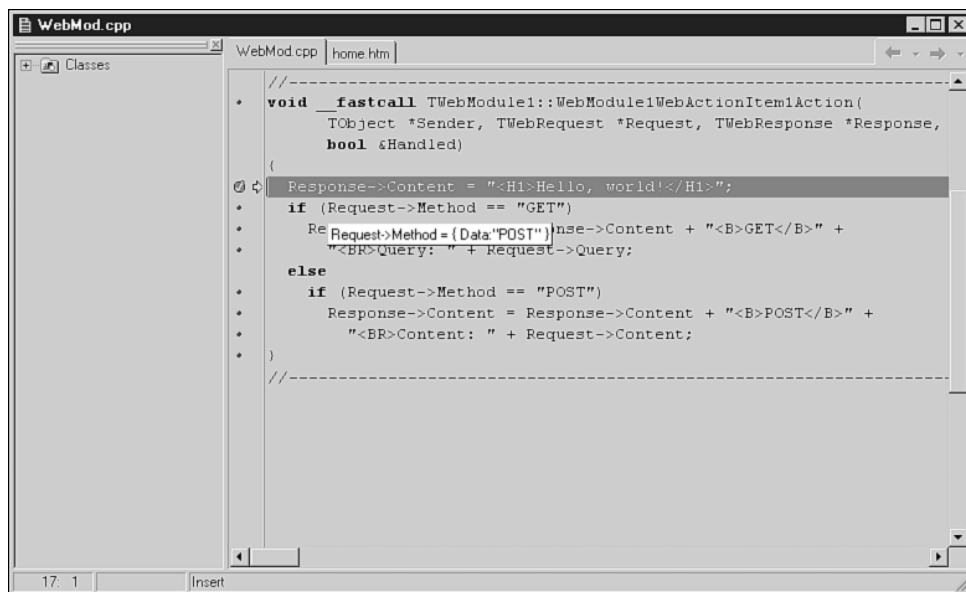 WebMod.cpp
Classes
WebMod.cpp home.htm
//------------------------------------------------------------------
void __fastcall TWebModule1::WebModule1WebActionItem1Action(
TObject *Sender, TWebRequest *Request, TWebResponse *Response,
bool &Handled)
{
Response->Content = "<H1>Hello, world!</H1>";
if (Request->Method == "GET")
Re Request->Method = { Data:"POST" } nse->Content + "<B>GET</B>" +
"<BR>Query: " + Request->Query;
else
if (Request->Method == "POST")
Response->Content = Response->Content + "<B>POST</B>" +
"<BR>Content: " + Request->Content;
}
//------------------------------------------------------------------
17: 1 Insert